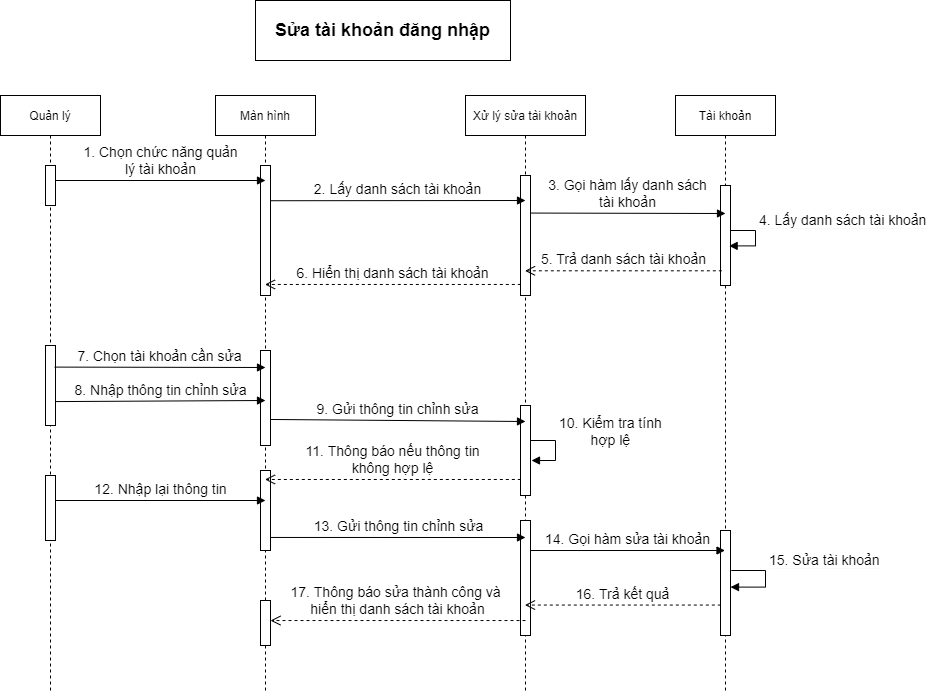 Sửa tài khoản đăng nhập
Quản lý
Màn hình
Xử lý sửa tài khoản
Tài khoản
1. Chọn chức năng quản
lý tài khoản
2. Lấy danh sách tài khoản
3. Gọi hàm lấy danh sách
tài khoản
4. Lấy danh sách tài khoản
5. Trả danh sách tài khoản
6. Hiển thị danh sách tài khoản
7. Chọn tài khoản cần sửa
8. Nhập thông tin chỉnh sửa
9. Gửi thông tin chỉnh sửa
10. Kiểm tra tính
hợp lệ
11. Thông báo nếu thông tin
không hợp lệ
12. Nhập lại thông tin
13. Gửi thông tin chỉnh sửa
14. Gọi hàm sửa tài khoản
15. Sửa tài khoản
16. Trả kết quả
17. Thông báo sửa thành công và
hiển thị danh sách tài khoản